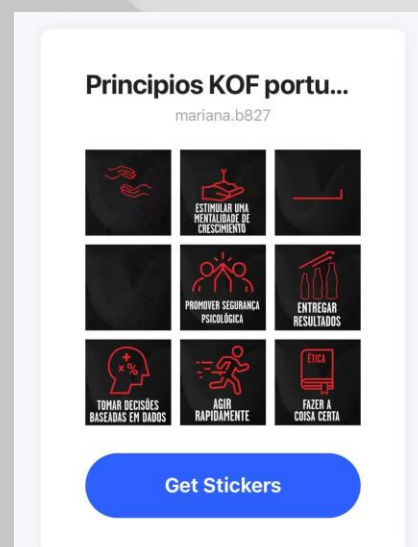 Principios KOF portu...
mariana.b827
ESTIMULAR UMA
MENTALIDADE DE
CRESCIMENTO
PROMOVER SEGURANÇA
PSICOLÓGICA
ENTREGAR
RESULTADOS
+
x %
TOMAR DECISÕES
BASEADAS EM DADOS
AGIR
RAPIDAMENTE
ÉTICA
FAZER A
COISA CERTA
Get Stickers